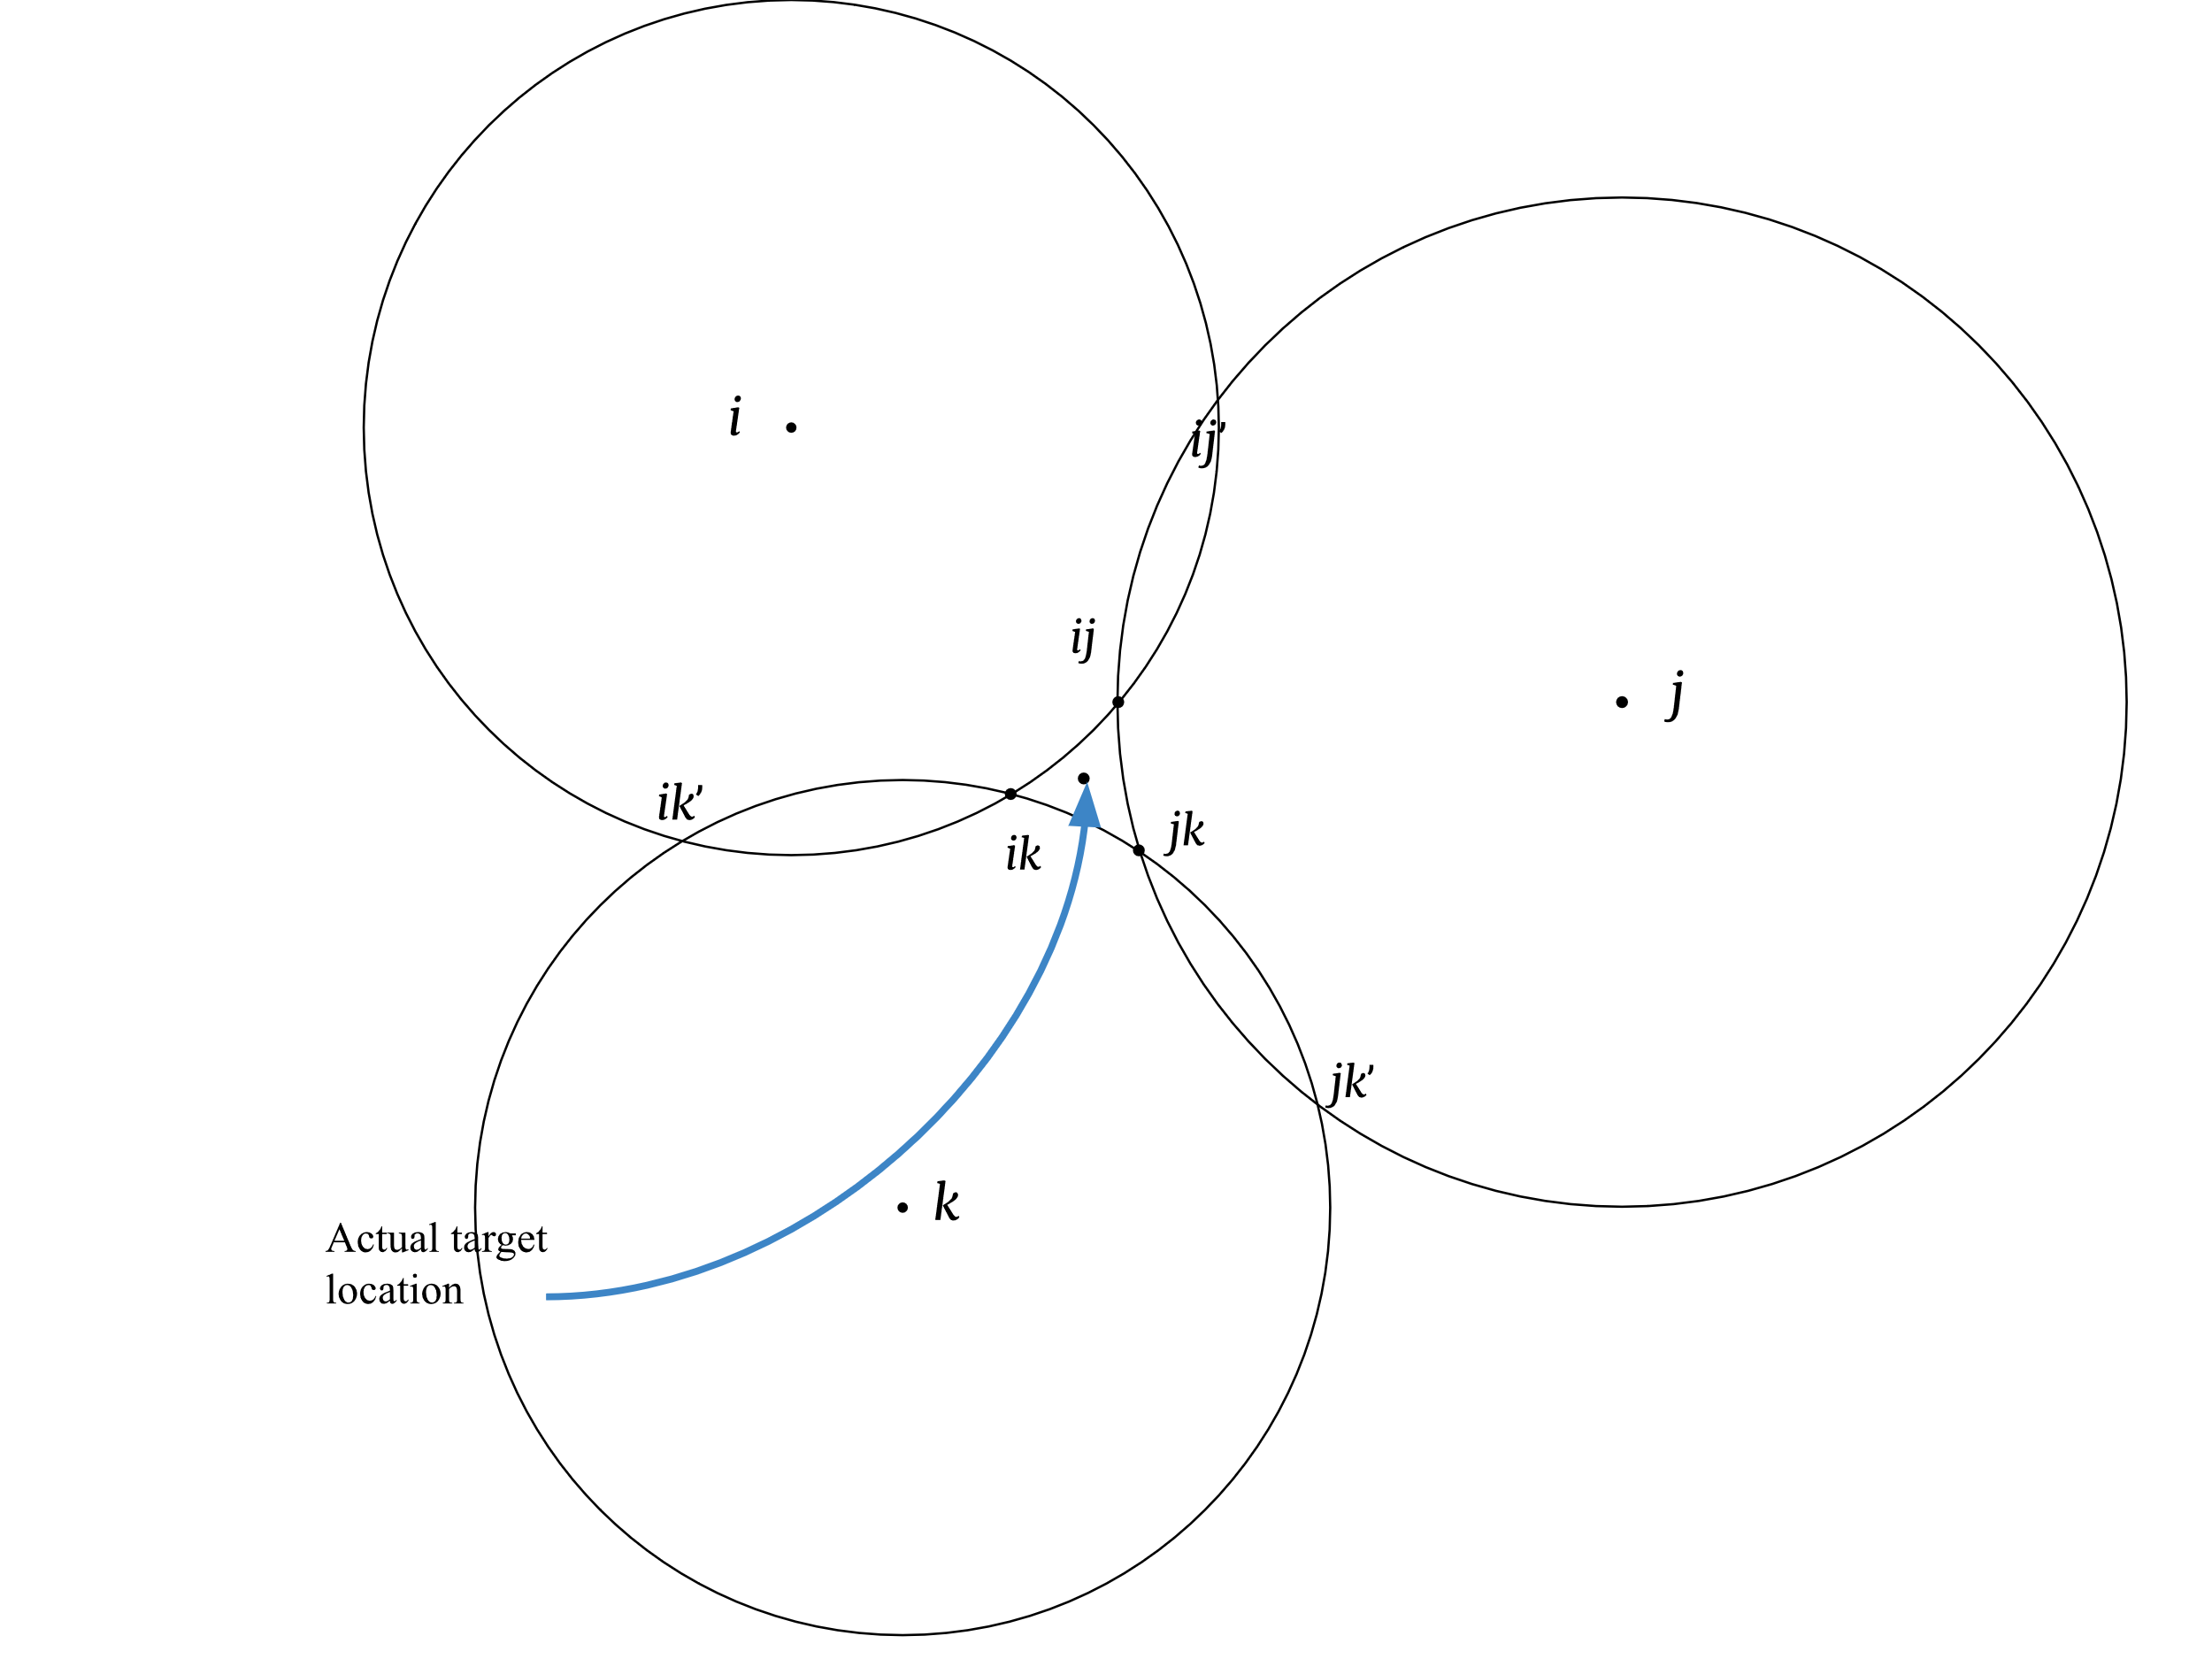 i
ij'
ij
j
ik'
jk
ik
jk'
k
Actual target
location